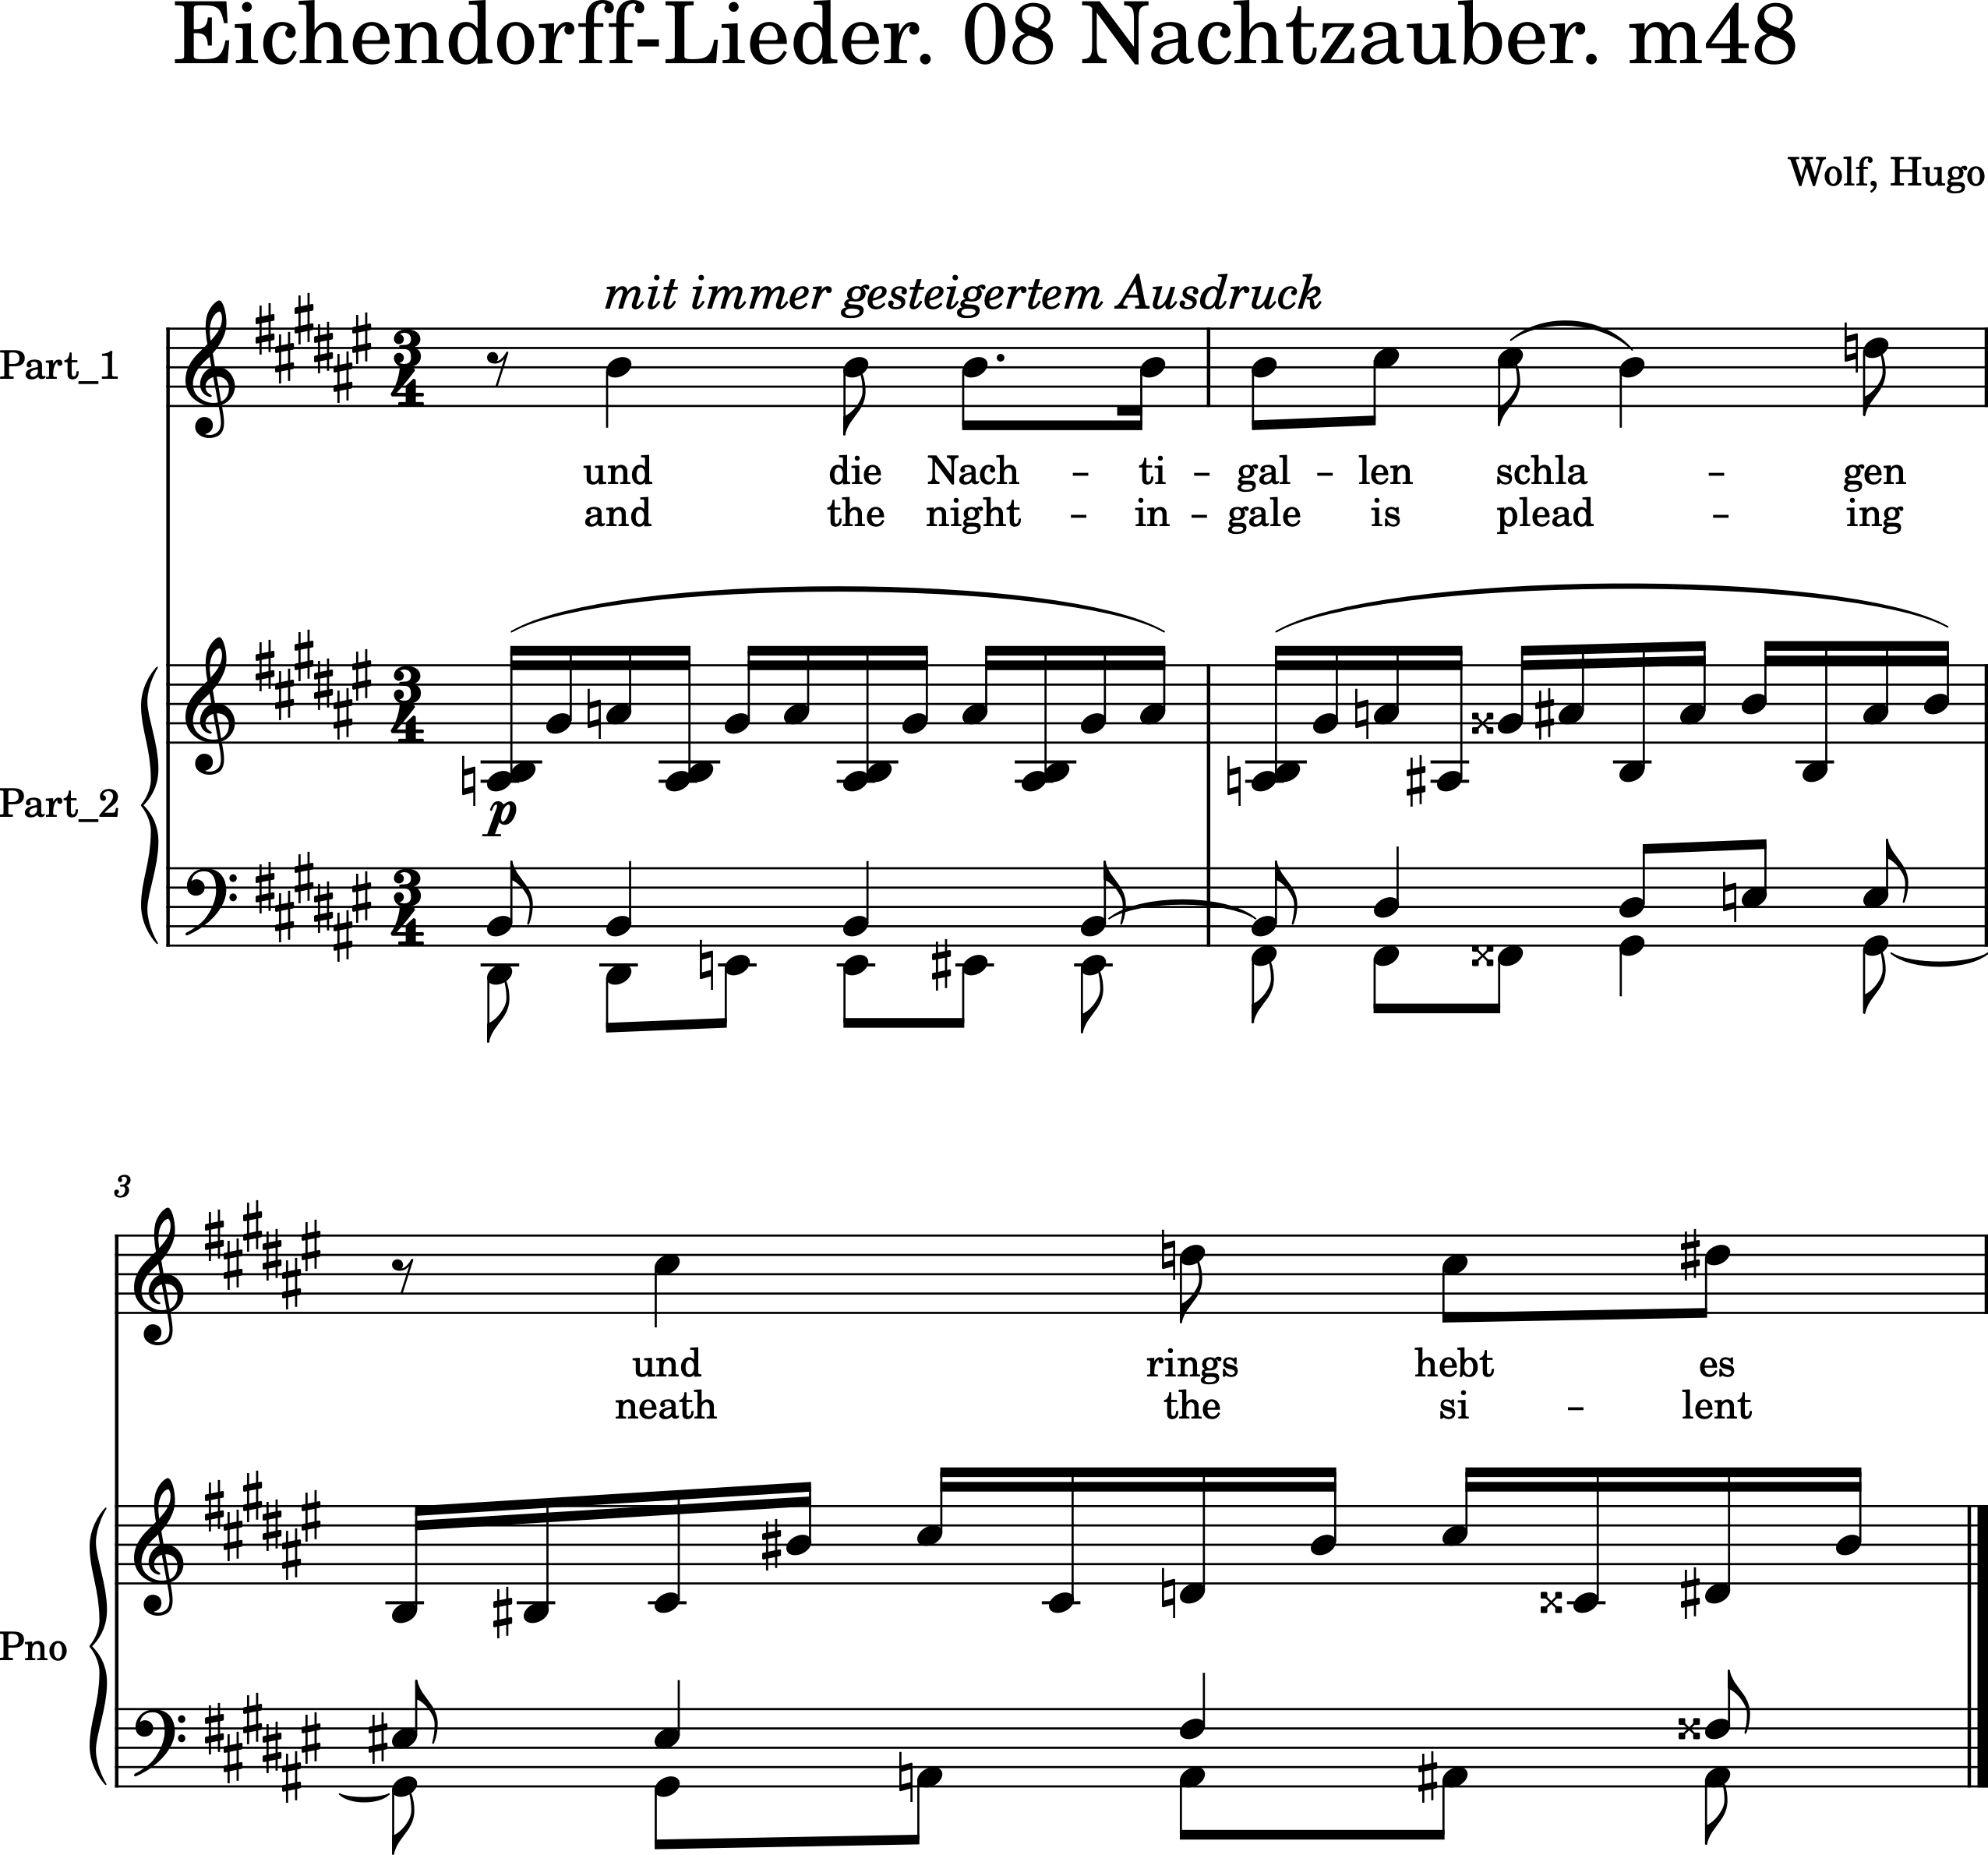 Eichendorff-Lieder. 08 Nachtzauber. m48
Wolf, Hugo
mit immer gesteigertem Ausdruck
Part_1
und die Nach - ti - gal - len schla - gen
and the night - in - gale is plead - ing
Part_2
p
3
und rings hebt es
neath the si - lent
Pno